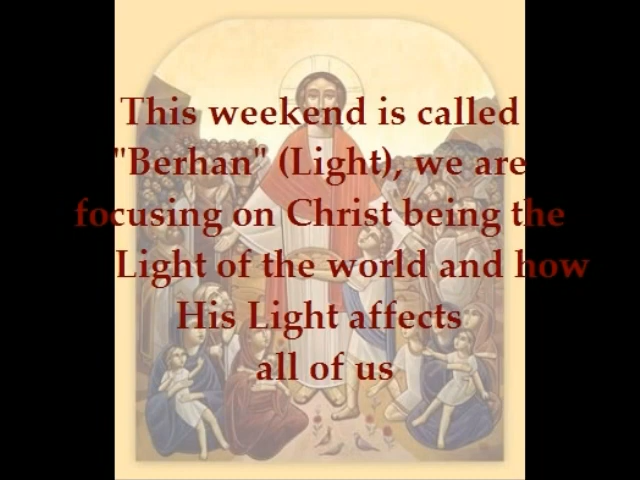 This weekend is called
"Berhan" (Light), we are
focusing on Christ being the
Light of the world and how
His Light affects
all of us